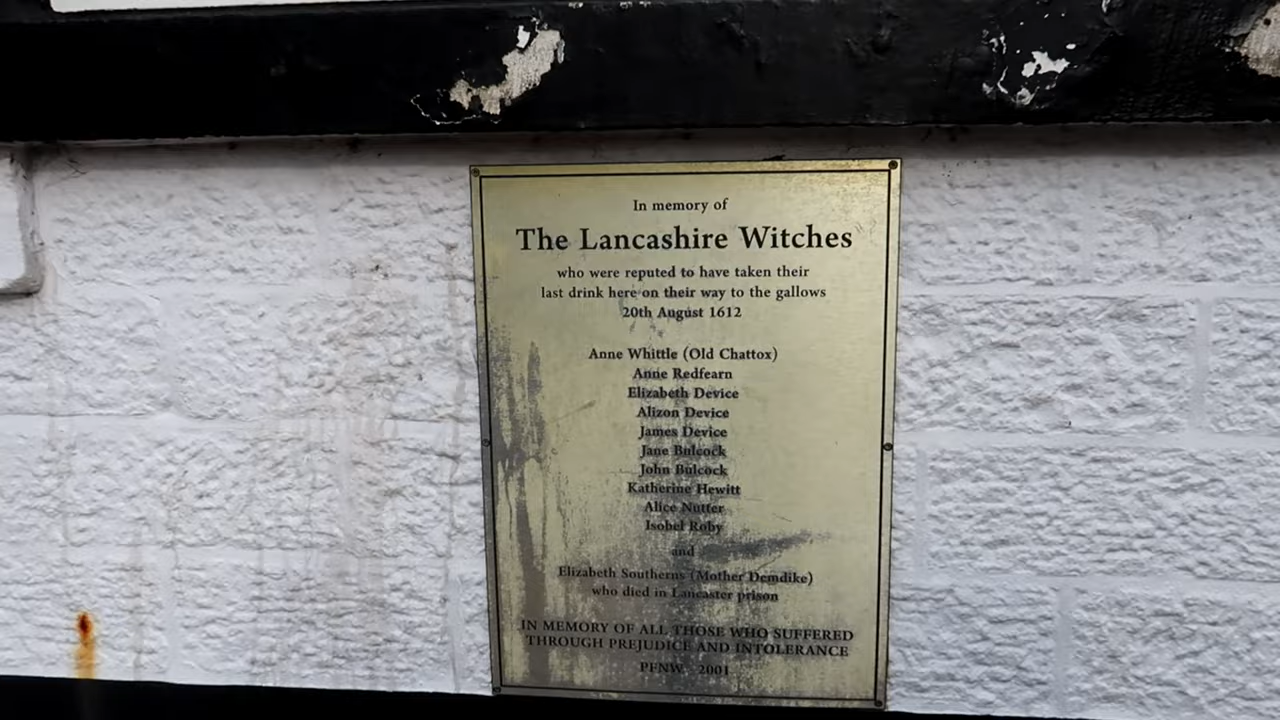 In memory of
The Lancashire Witches
who were reputed to have taken their
last drink here on their way to the gallows
20th August 1612
Anne Whittle (Old Chattox)
Anne Redfearn
Elizabeth Device
Alizon Device
James Device
Jane Bulcock
John Bulcock
Katherine Hewitt
Alice Nutter
Isobel Roby
and
Elizabeth Southerns (Mother Demdike)
who died in Lancaster prison
IN MEMORY OF ALL THOSE WHO SUFFERED
THROUGH PREJUDICE AND INTOLERANCE
PFNW - 2001